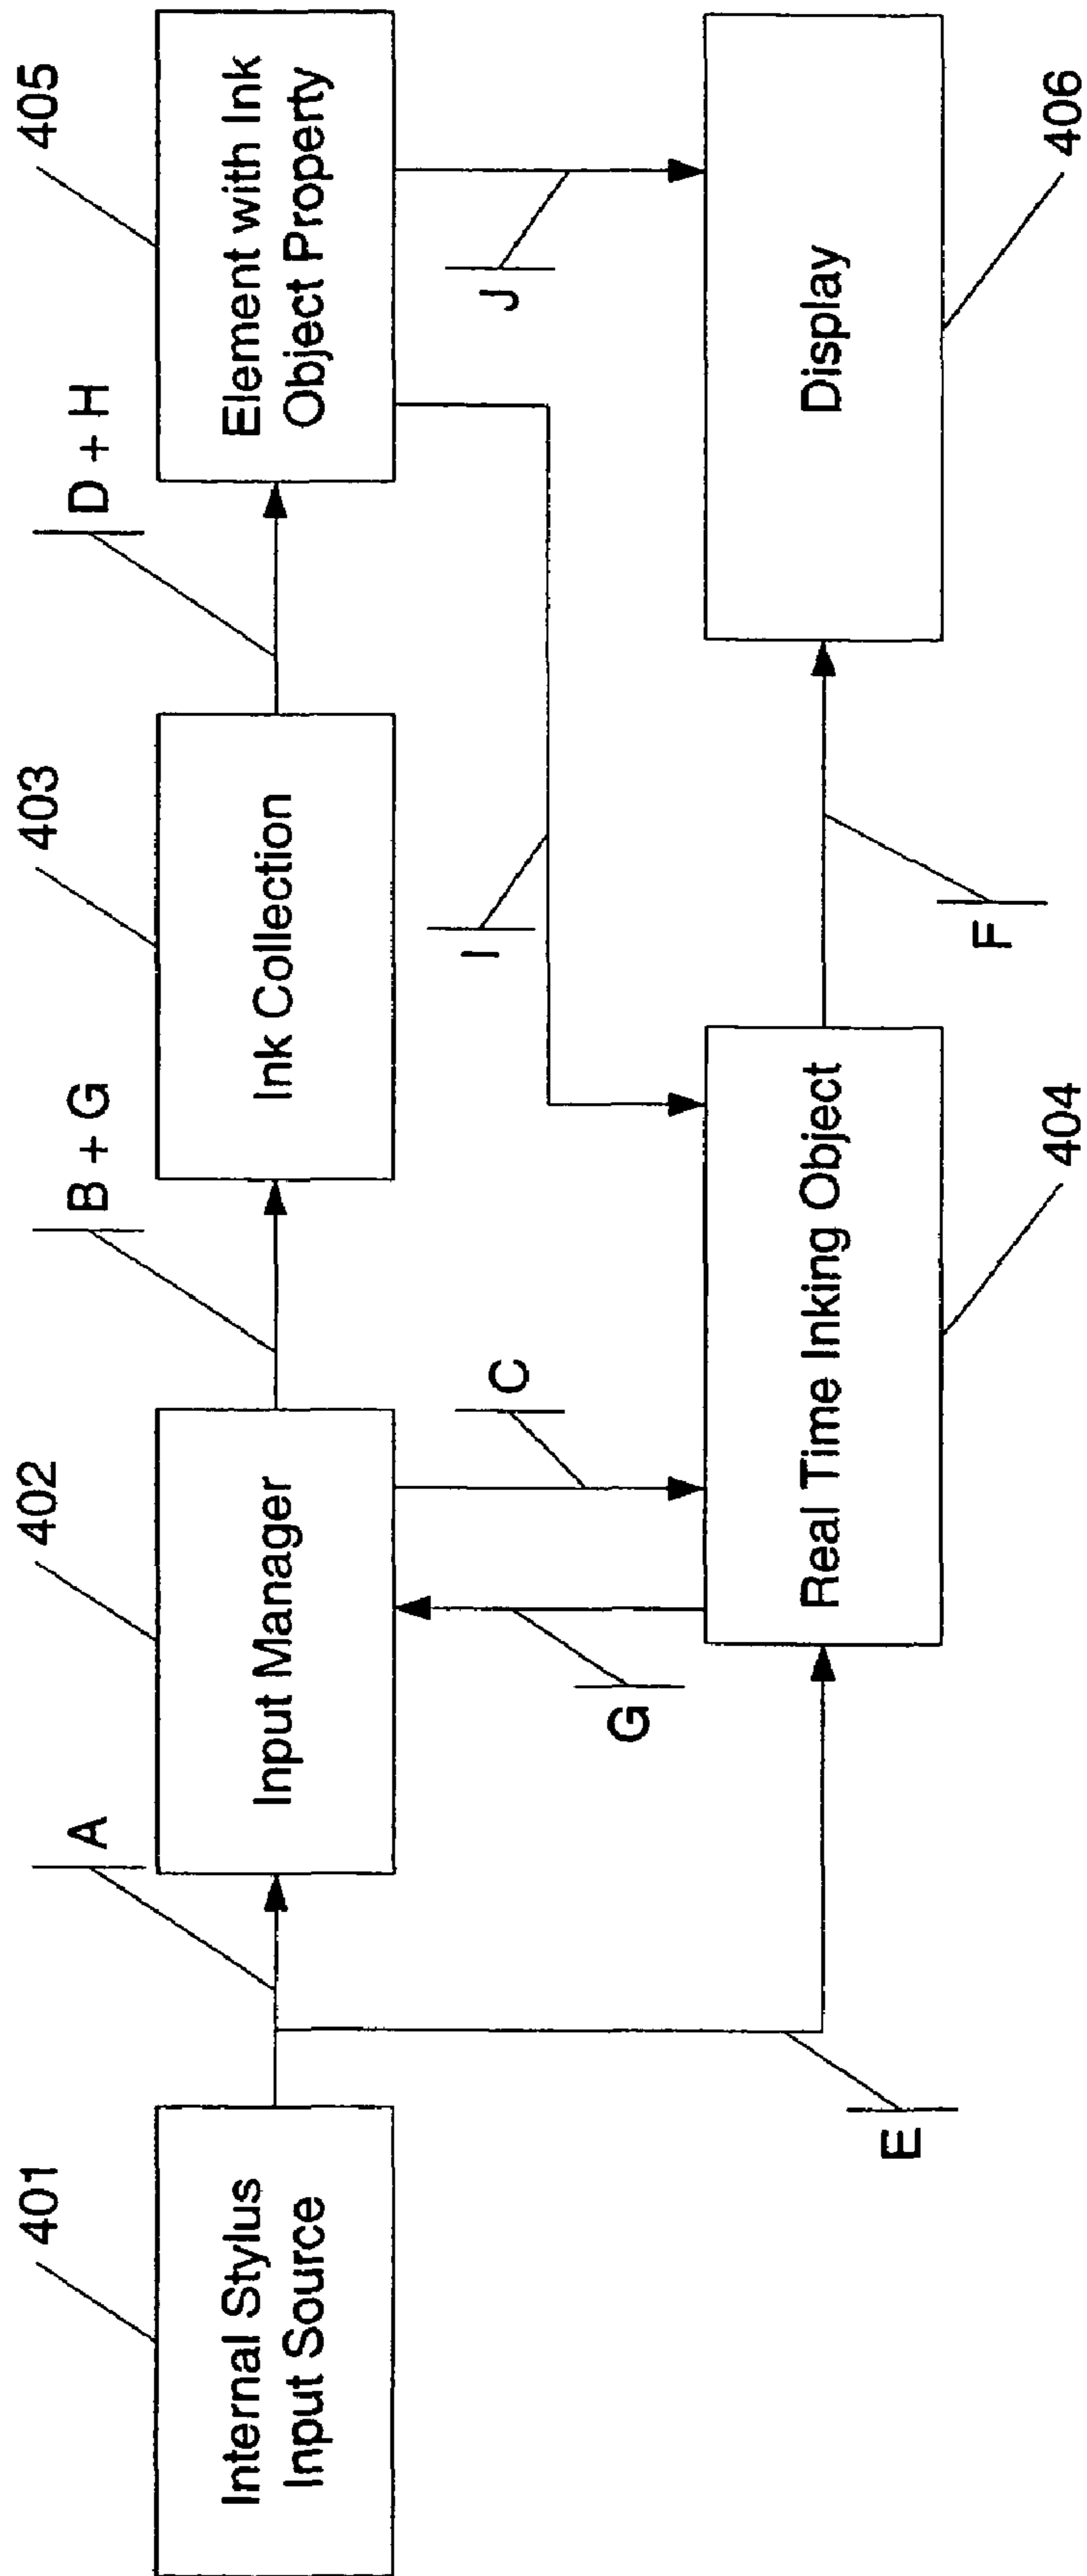 401
Internal Stylus
Input Source
A
402
Input Manager
B + G
403
Ink Collection
D + H
405
Element with Ink
Object Property
E
G
C
I
J
Real Time Inking Object
404
F
Display
406